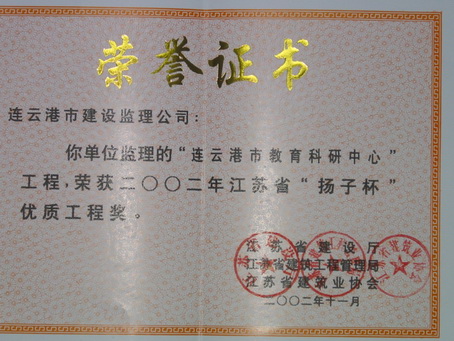 荣誉证书
连云港市建设监理公司：
你单位监理的“连云港市教育科研中心”
工程，荣获二〇〇二年江苏省“扬子杯”
优质工程奖。
江苏省建设厅
江苏省建筑工程管理局
江苏省建筑业协会
二〇〇二年十一月